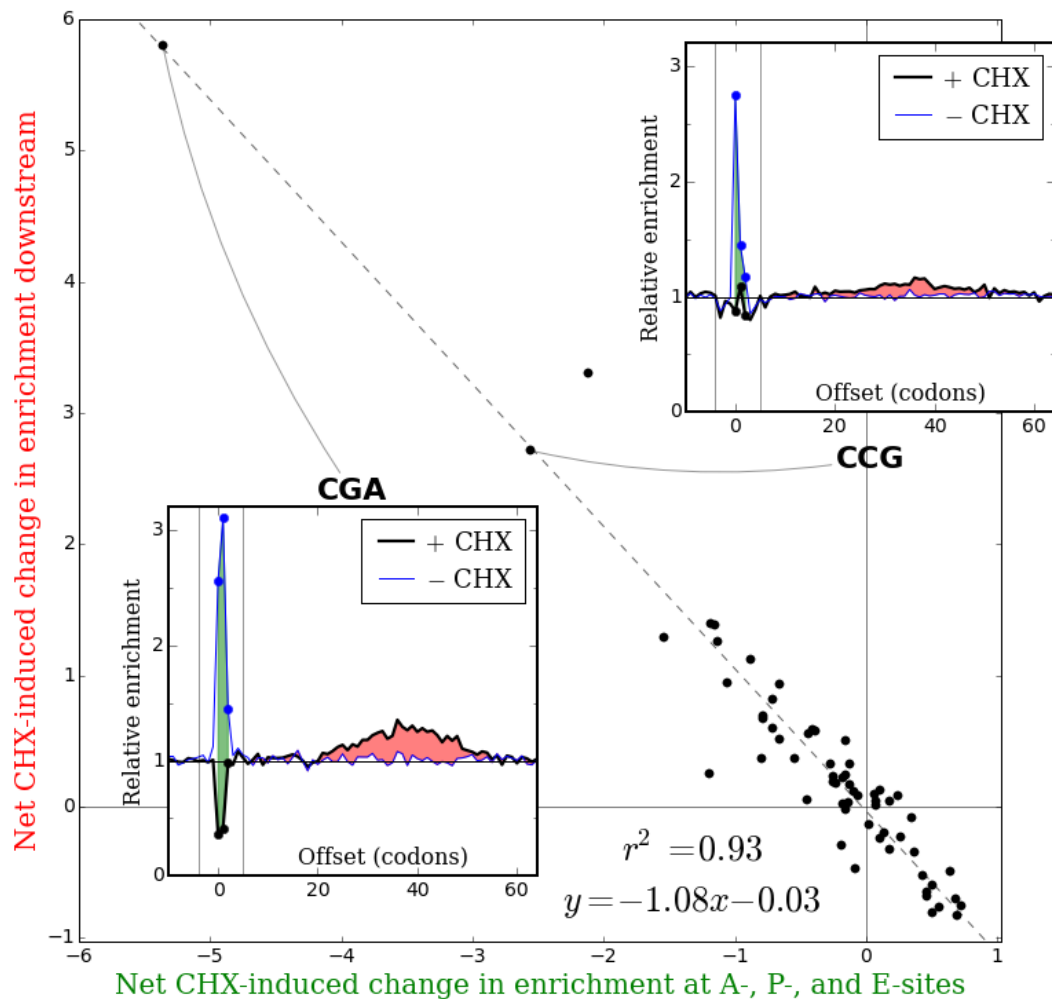 Net CHX-induced change in enrichment downstream
6
5
4
3
2
1
0
−1
−6
−5
−4
−3
−2
−1
0
1
Net CHX-induced change in enrichment at A-, P-, and E-sites
Relative enrichment
3
2
1
0
+ CHX
− CHX
Offset (codons)
0
20
40
60
CCG
CGA
Relative enrichment
3
2
1
0
+ CHX
− CHX
Offset (codons)
0
20
40
60
r² =0.93
y=−1.08x−0.03